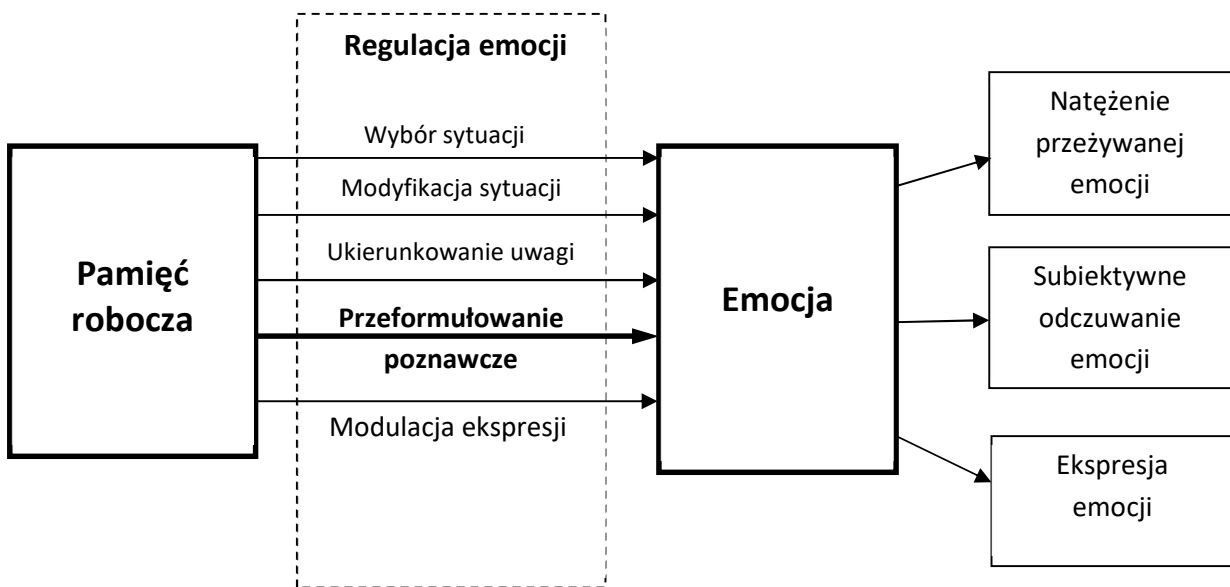 Regulacja emocji
Wybór sytuacji
Modyfikacja sytuacji
Ukierunkowanie uwagi
Przeformułowanie
poznawcze
Modulacja ekspresji
Pamięć
robocza
Emocja
Natężenie
przeżywanej
emocji
Subiektywne
odczuwanie
emocji
Ekspresja
emocji